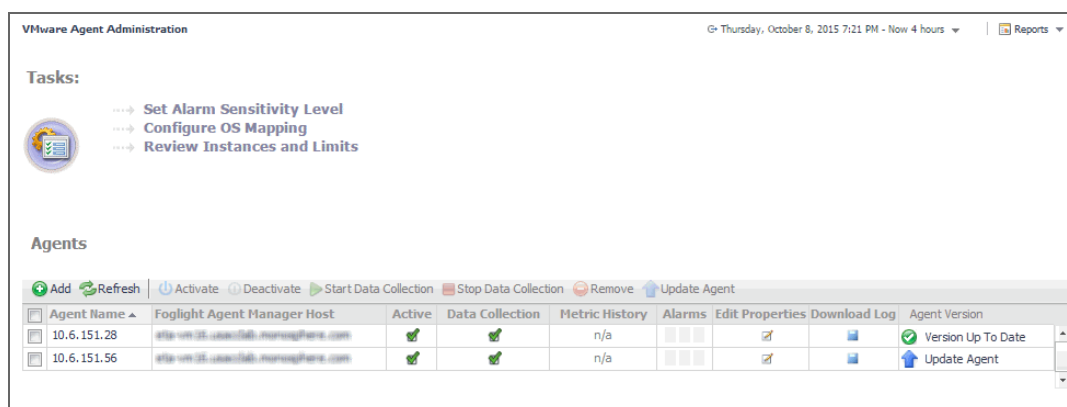 VMware Agent Administration
Thursday, October 8, 2015 7:21 PM - Now 4 hours
Reports
Tasks:
Set Alarm Sensitivity Level
Configure OS Mapping
Review Instances and Limits
Agents
Add Refresh Activate Deactivate Start Data Collection Stop Data Collection Remove Update Agent
Agent Name Foglight Agent Manager Host Active Data Collection Metric History Alarms Edit Properties Download Log Agent Version
10.6.151.28 n/a Version Up To Date
10.6.151.56 n/a Update Agent